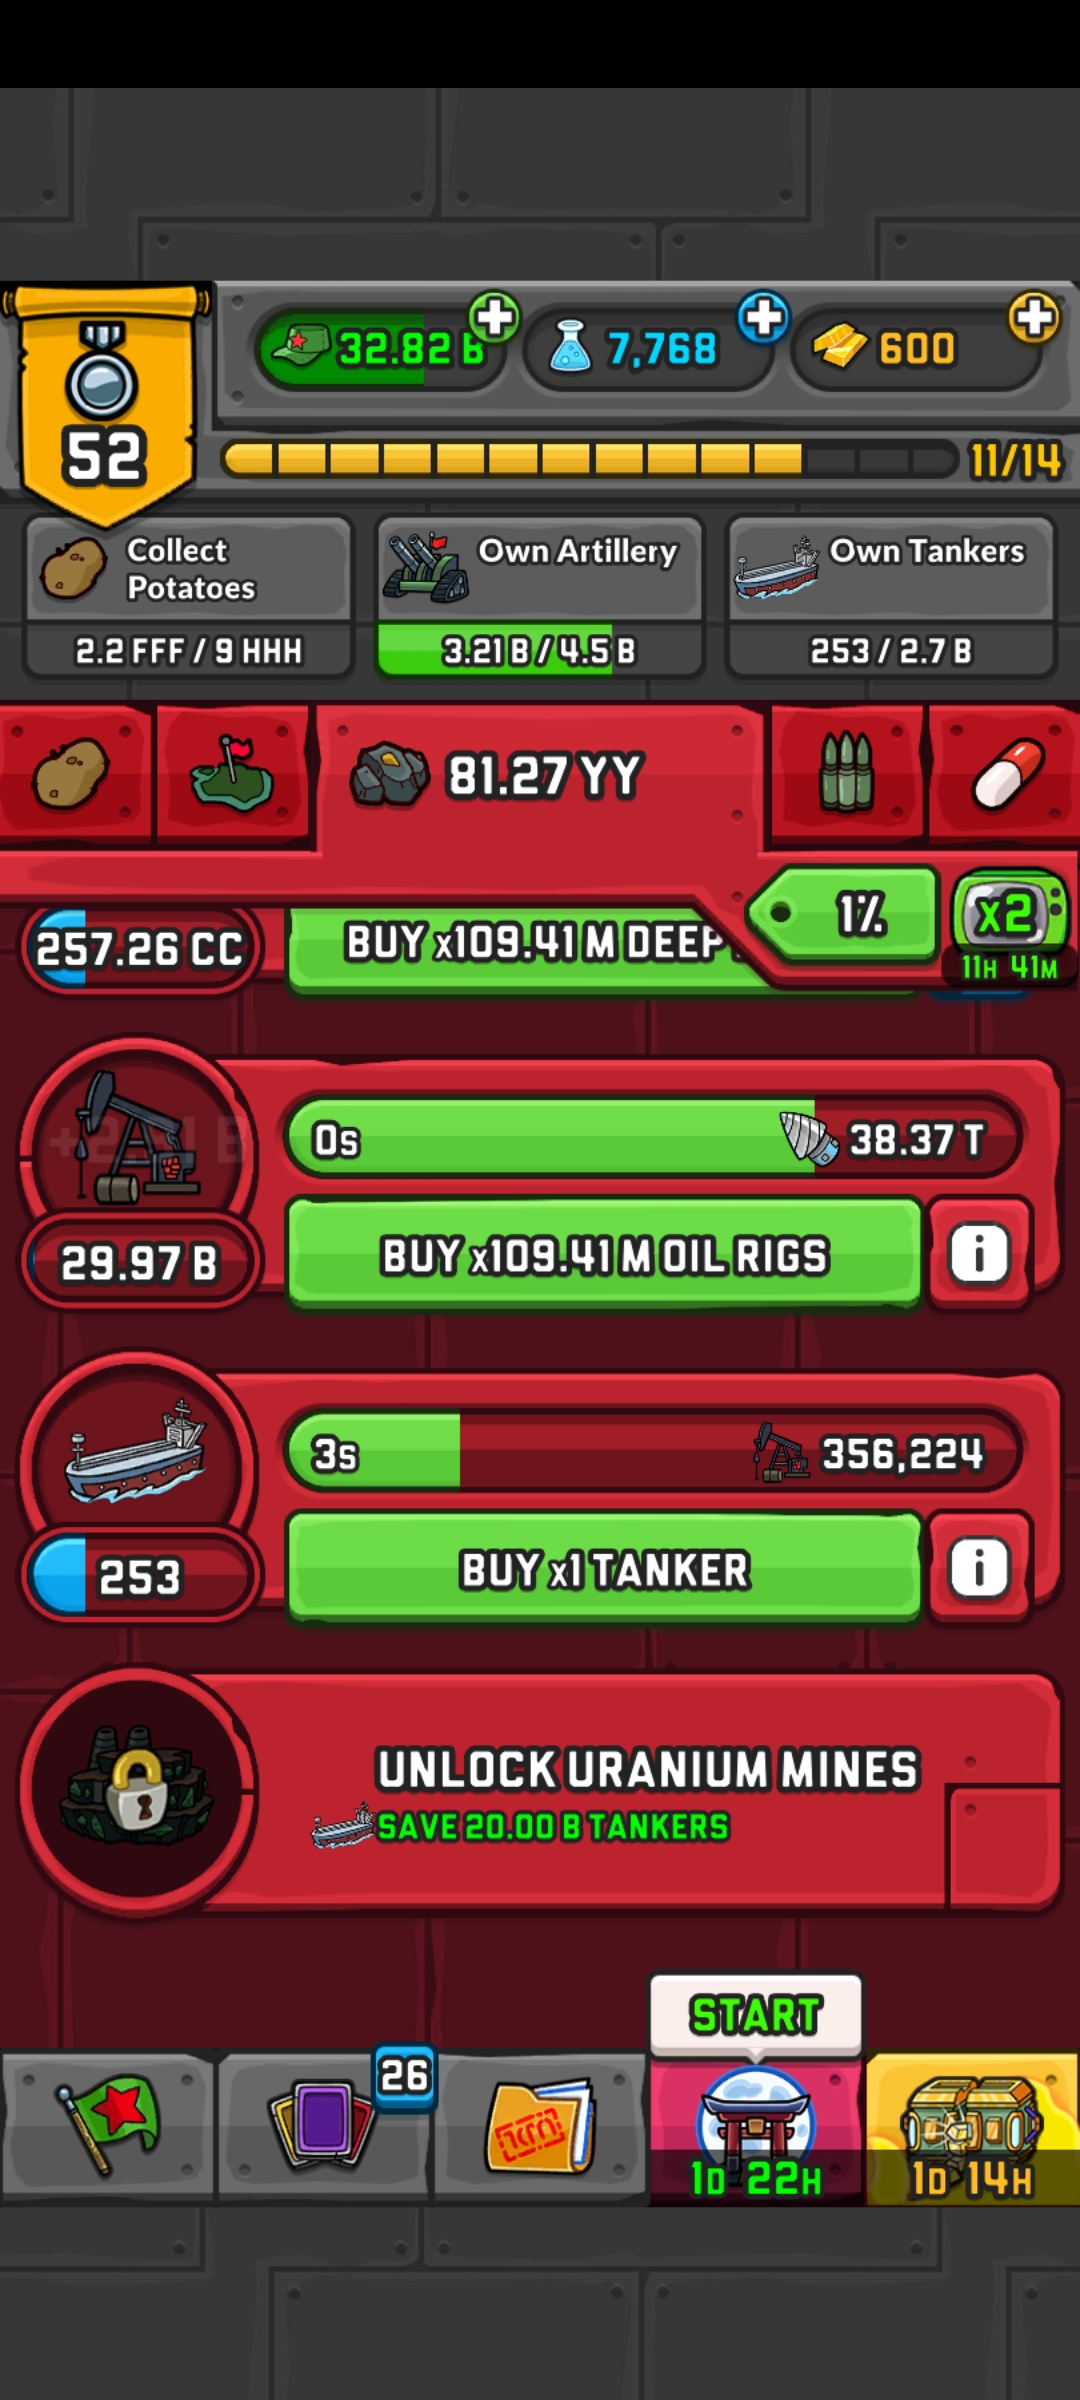 32.82 B
7,768
600
52
11/14
Collect
Potatoes
2.2 FFF / 9 HHH
Own Artillery
3.21 B / 4.5 B
Own Tankers
253 / 2.7 B
81.27 YY
1%
x2
11H 41M
257.26 CC
BUY x109.41 M DEEP
0s
38.37 T
29.97 B
BUY x109.41 M OIL RIGS
i
3s
356,224
253
BUY x1 TANKER
i
UNLOCK URANIUM MINES
SAVE 20.00 B TANKERS
START
26
1D 22H
1D 14H